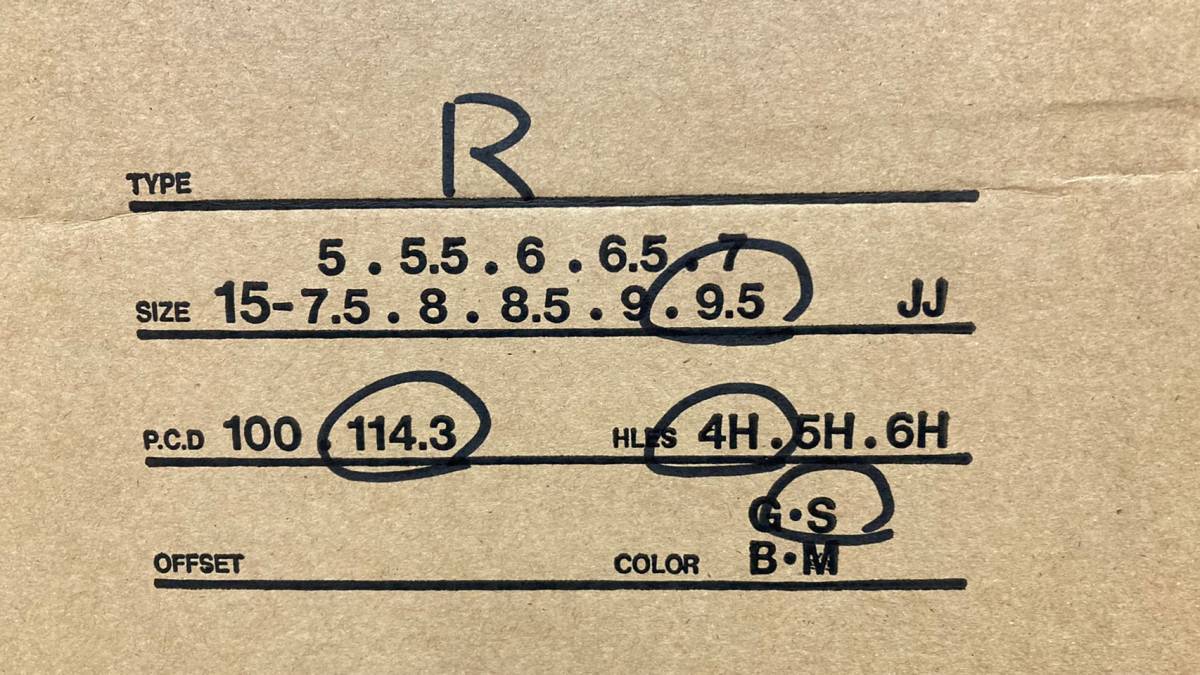 R
TYPE
5 . 5.5 . 6 . 6.5 . 7
SIZE 15-7.5 . 8 . 8.5 . 9 . 9.5 JJ
P.C.D 100 . 114.3 HLES 4H . 5H . 6H
G・S
OFFSET COLOR B・M